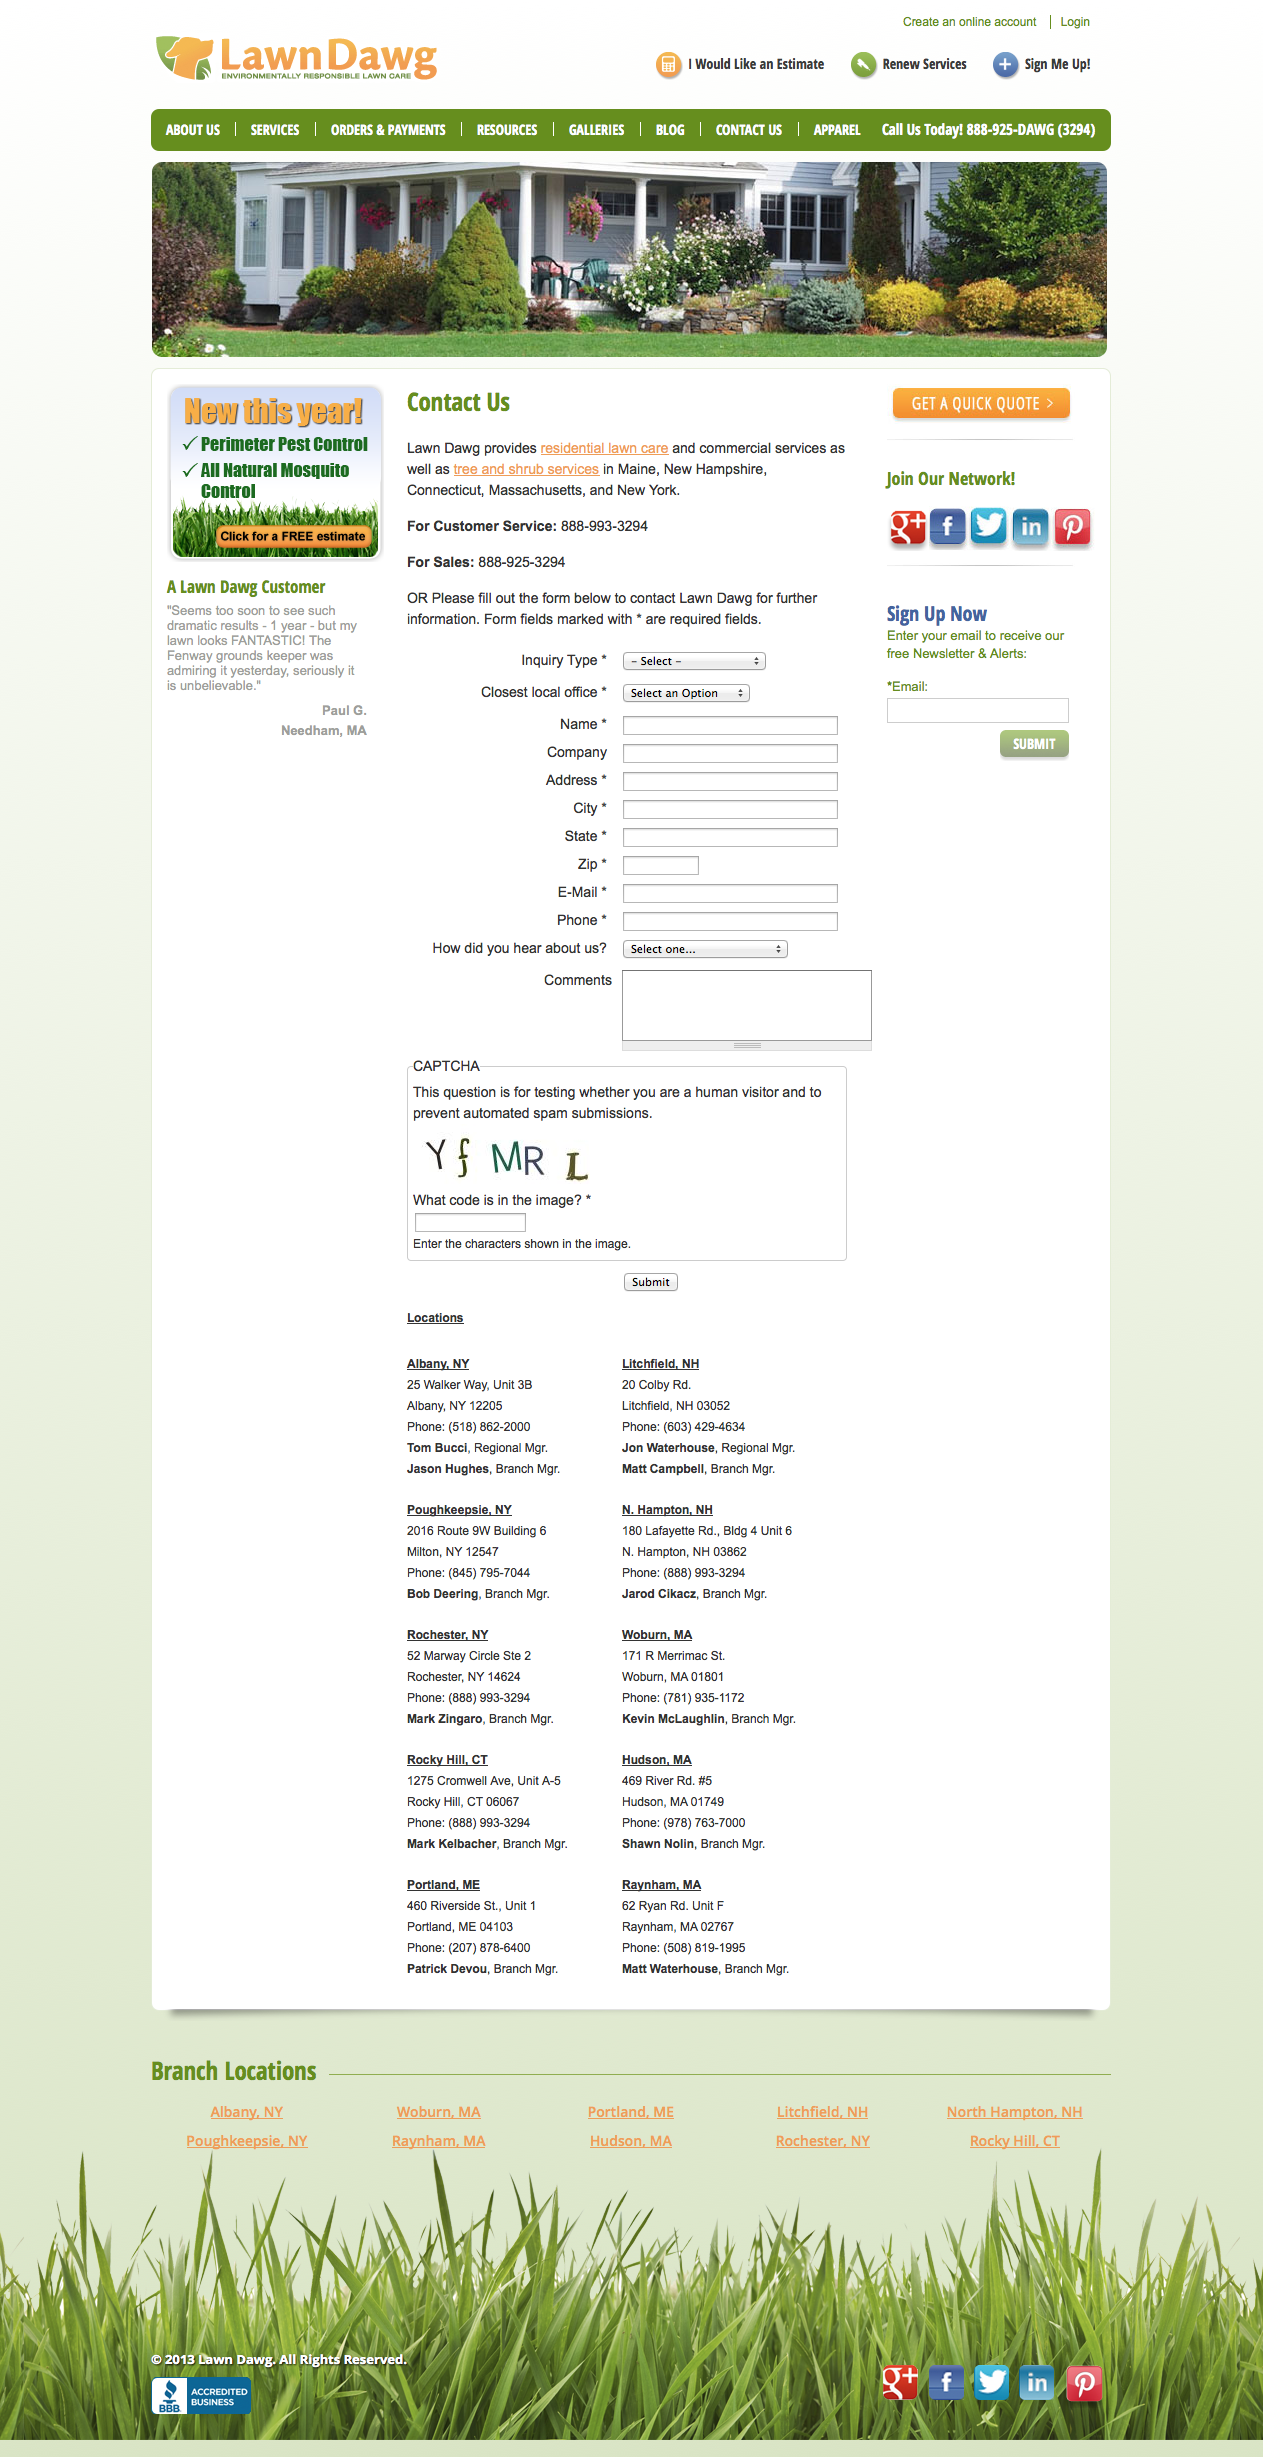 Create an online account
Login
LawnDawg
ENVIRONMENTALLY RESPONSIBLE LAWN CARE
I Would Like an Estimate
Renew Services
Sign Me Up!
ABOUT US
SERVICES
ORDERS & PAYMENTS
RESOURCES
GALLERIES
BLOG
CONTACT US
APPAREL
Call Us Today! 888-925-DAWG (3294)
New this year!
Perimeter Pest Control
All Natural Mosquito
Control
Click for a FREE estimate
A Lawn Dawg Customer
"Seems too soon to see such
dramatic results - 1 year - but my
lawn looks FANTASTIC! The
Fenway grounds keeper was
admiring it yesterday, seriously it
is unbelievable."
Paul G.
Needham, MA
Contact Us
Lawn Dawg provides residential lawn care and commercial services as
well as tree and shrub services in Maine, New Hampshire,
Connecticut, Massachusetts, and New York.
For Customer Service: 888-993-3294
For Sales: 888-925-3294
OR Please fill out the form below to contact Lawn Dawg for further
information. Form fields marked with * are required fields.
Inquiry Type * – Select –
Closest local office * Select an Option
Name *
Company
Address *
City *
State *
Zip *
E-Mail *
Phone *
How did you hear about us? Select one...
Comments
CAPTCHA
This question is for testing whether you are a human visitor and to
prevent automated spam submissions.
Y f M R L
What code is in the image? *
Enter the characters shown in the image.
Submit
GET A QUICK QUOTE >
Join Our Network!
g+ f in
Sign Up Now
Enter your email to receive our
free Newsletter & Alerts:
*Email:
SUBMIT
Locations
Albany, NY
25 Walker Way, Unit 3B
Albany, NY 12205
Phone: (518) 862-2000
Tom Bucci, Regional Mgr.
Jason Hughes, Branch Mgr.
Litchfield, NH
20 Colby Rd.
Litchfield, NH 03052
Phone: (603) 429-4634
Jon Waterhouse, Regional Mgr.
Matt Campbell, Branch Mgr.
Poughkeepsie, NY
2016 Route 9W Building 6
Milton, NY 12547
Phone: (845) 795-7044
Bob Deering, Branch Mgr.
N. Hampton, NH
180 Lafayette Rd., Bldg 4 Unit 6
N. Hampton, NH 03862
Phone: (888) 993-3294
Jarod Cikacz, Branch Mgr.
Rochester, NY
52 Marway Circle Ste 2
Rochester, NY 14624
Phone: (888) 993-3294
Mark Zingaro, Branch Mgr.
Woburn, MA
171 R Merrimac St.
Woburn, MA 01801
Phone: (781) 935-1172
Kevin McLaughlin, Branch Mgr.
Rocky Hill, CT
1275 Cromwell Ave, Unit A-5
Rocky Hill, CT 06067
Phone: (888) 993-3294
Mark Kelbacher, Branch Mgr.
Hudson, MA
469 River Rd. #5
Hudson, MA 01749
Phone: (978) 763-7000
Shawn Nolin, Branch Mgr.
Portland, ME
460 Riverside St., Unit 1
Portland, ME 04103
Phone: (207) 878-6400
Patrick Devou, Branch Mgr.
Raynham, MA
62 Ryan Rd. Unit F
Raynham, MA 02767
Phone: (508) 819-1995
Matt Waterhouse, Branch Mgr.
Branch Locations
Albany, NY
Woburn, MA
Portland, ME
Litchfield, NH
North Hampton, NH
Poughkeepsie, NY
Raynham, MA
Hudson, MA
Rochester, NY
Rocky Hill, CT
© 2013 Lawn Dawg. All Rights Reserved.
BBB
ACCREDITED
BUSINESS
g+ f in